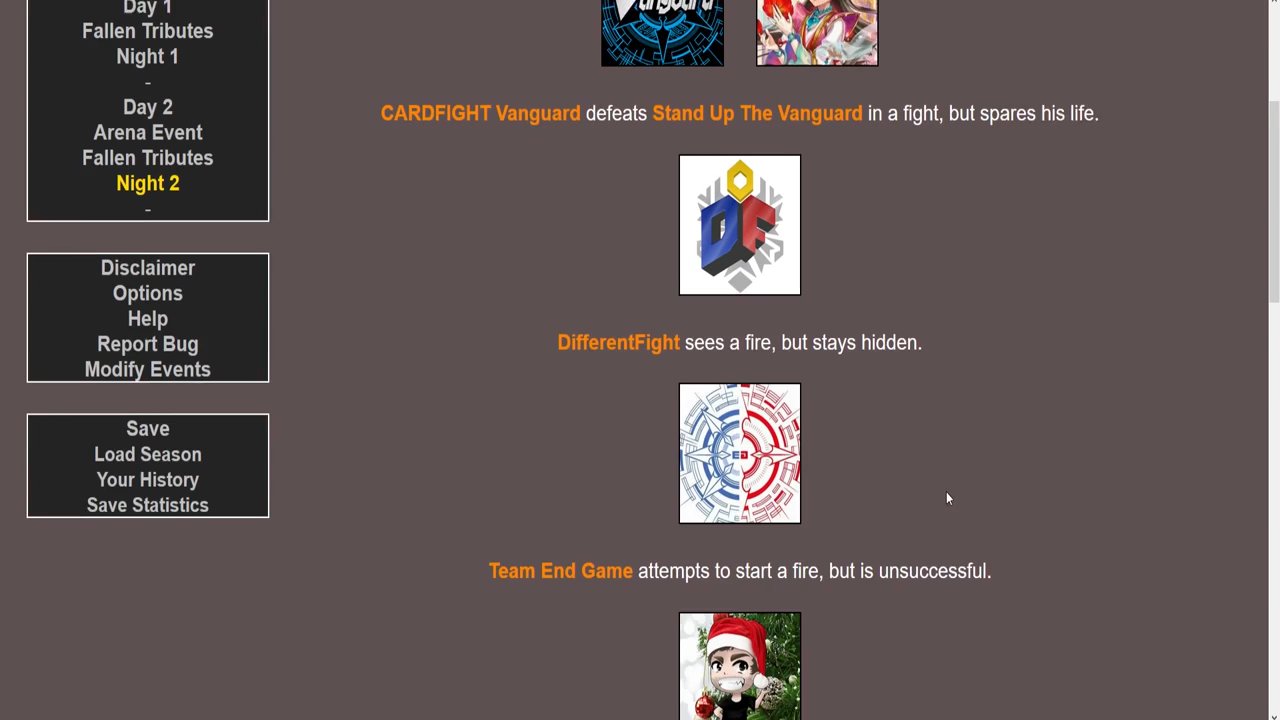 Day 1
Fallen Tributes
Night 1
-
Day 2
Arena Event
Fallen Tributes
Night 2
-
Disclaimer
Options
Help
Report Bug
Modify Events
Save
Load Season
Your History
Save Statistics
Vanguard
CARDFIGHT Vanguard defeats Stand Up The Vanguard in a fight, but spares his life.
DF
DifferentFight sees a fire, but stays hidden.
Team End Game attempts to start a fire, but is unsuccessful.